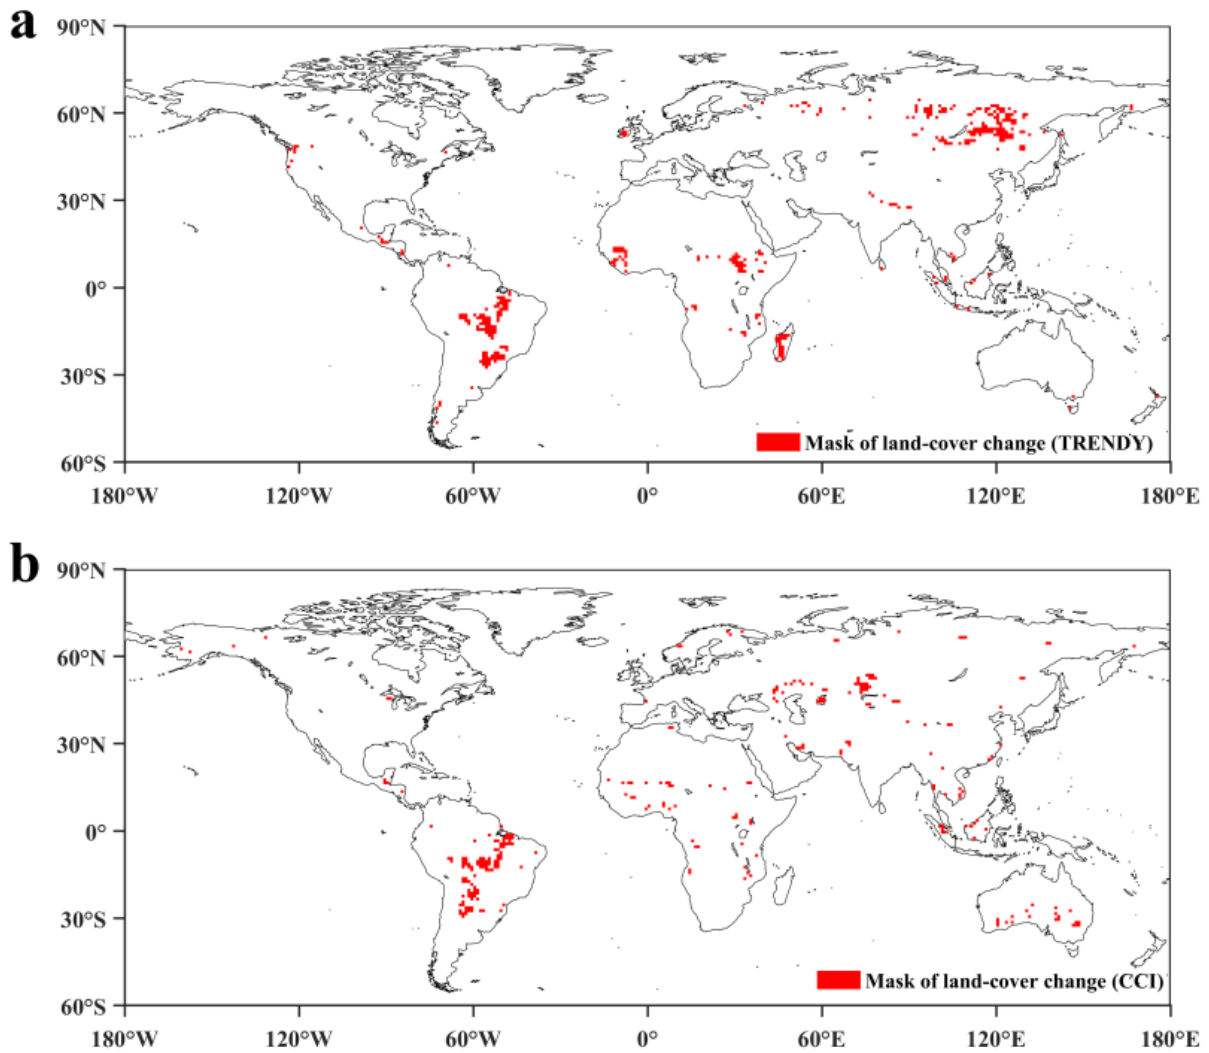 a
90°N
60°N
30°N
0°
30°S
60°S
Mask of land-cover change (TRENDY)
180°W 120°W 60°W 0° 60°E 120°E 180°E
b
90°N
60°N
30°N
0°
30°S
60°S
Mask of land-cover change (CCI)
180°W 120°W 60°W 0° 60°E 120°E 180°E